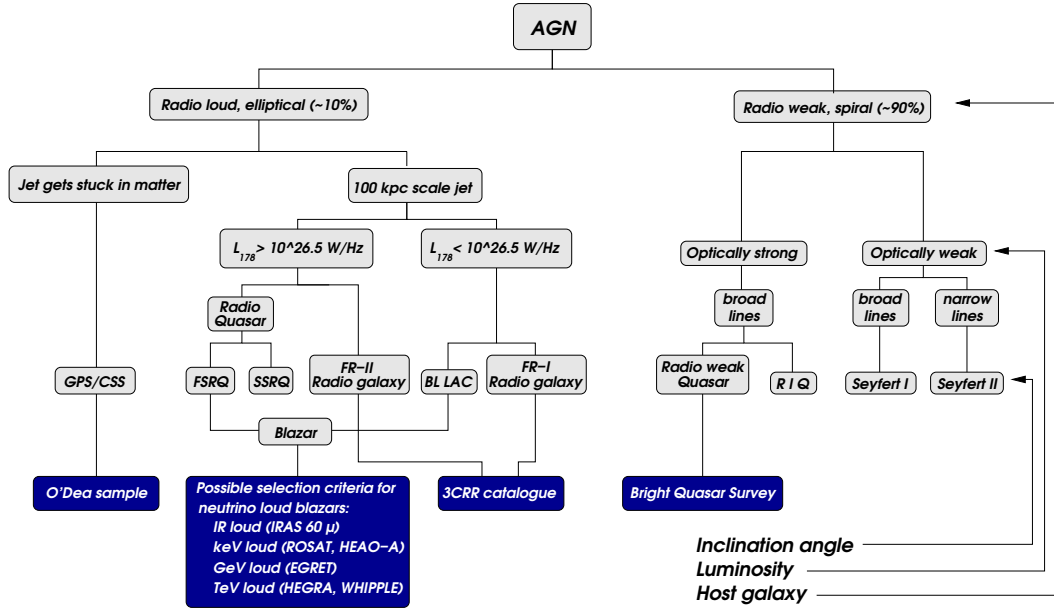 AGN
Radio loud, elliptical (~10%)
Radio weak, spiral (~90%)
Jet gets stuck in matter
100 kpc scale jet
L178 > 10^26.5 W/Hz
L178 < 10^26.5 W/Hz
Optically strong
Optically weak
Radio
Quasar
broad
lines
broad
lines
narrow
lines
GPS/CSS
FSRQ
SSRQ
FR−II
Radio galaxy
BL LAC
FR−I
Radio galaxy
Radio weak
Quasar
R I Q
Seyfert I
Seyfert II
Blazar
O'Dea sample
Possible selection criteria for
neutrino loud blazars:
IR loud (IRAS 60 µ)
keV loud (ROSAT, HEAO−A)
GeV loud (EGRET)
TeV loud (HEGRA, WHIPPLE)
3CRR catalogue
Bright Quasar Survey
Inclination angle
Luminosity
Host galaxy